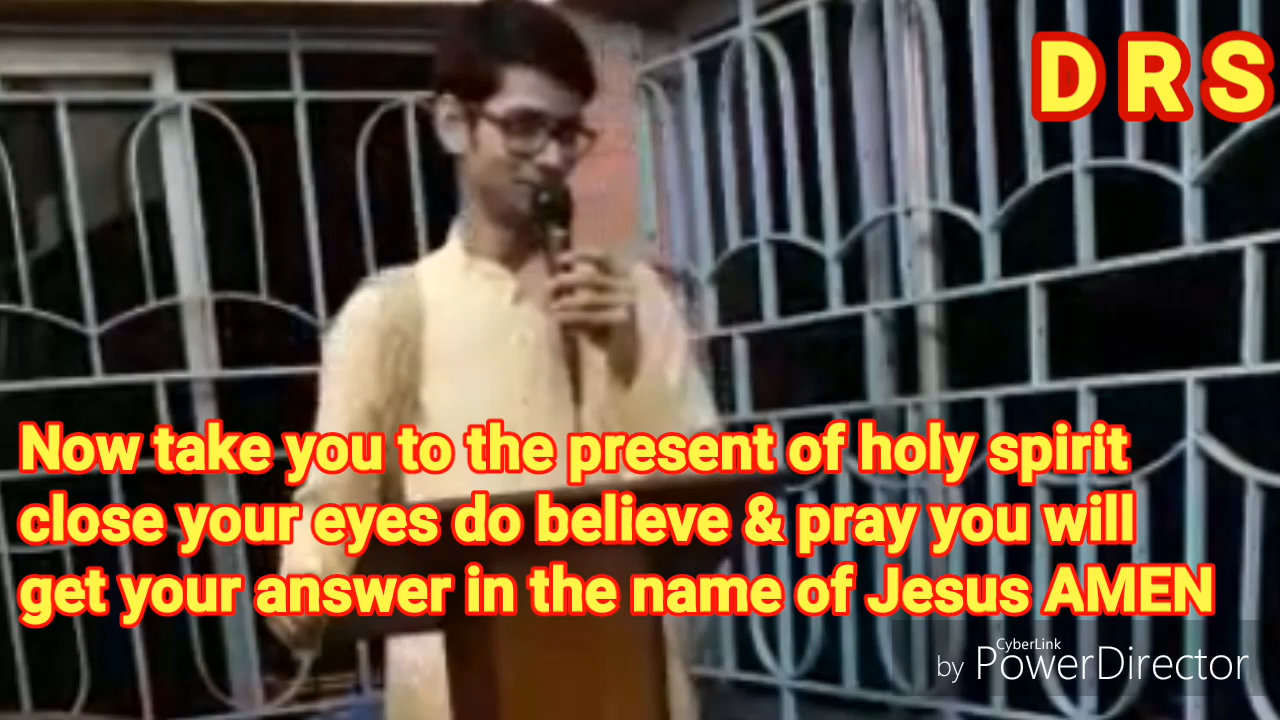 DRS
Now take you to the present of holy spirit
close your eyes do believe & pray you will
get your answer in the name of Jesus AMEN
CyberLink
by PowerDirector